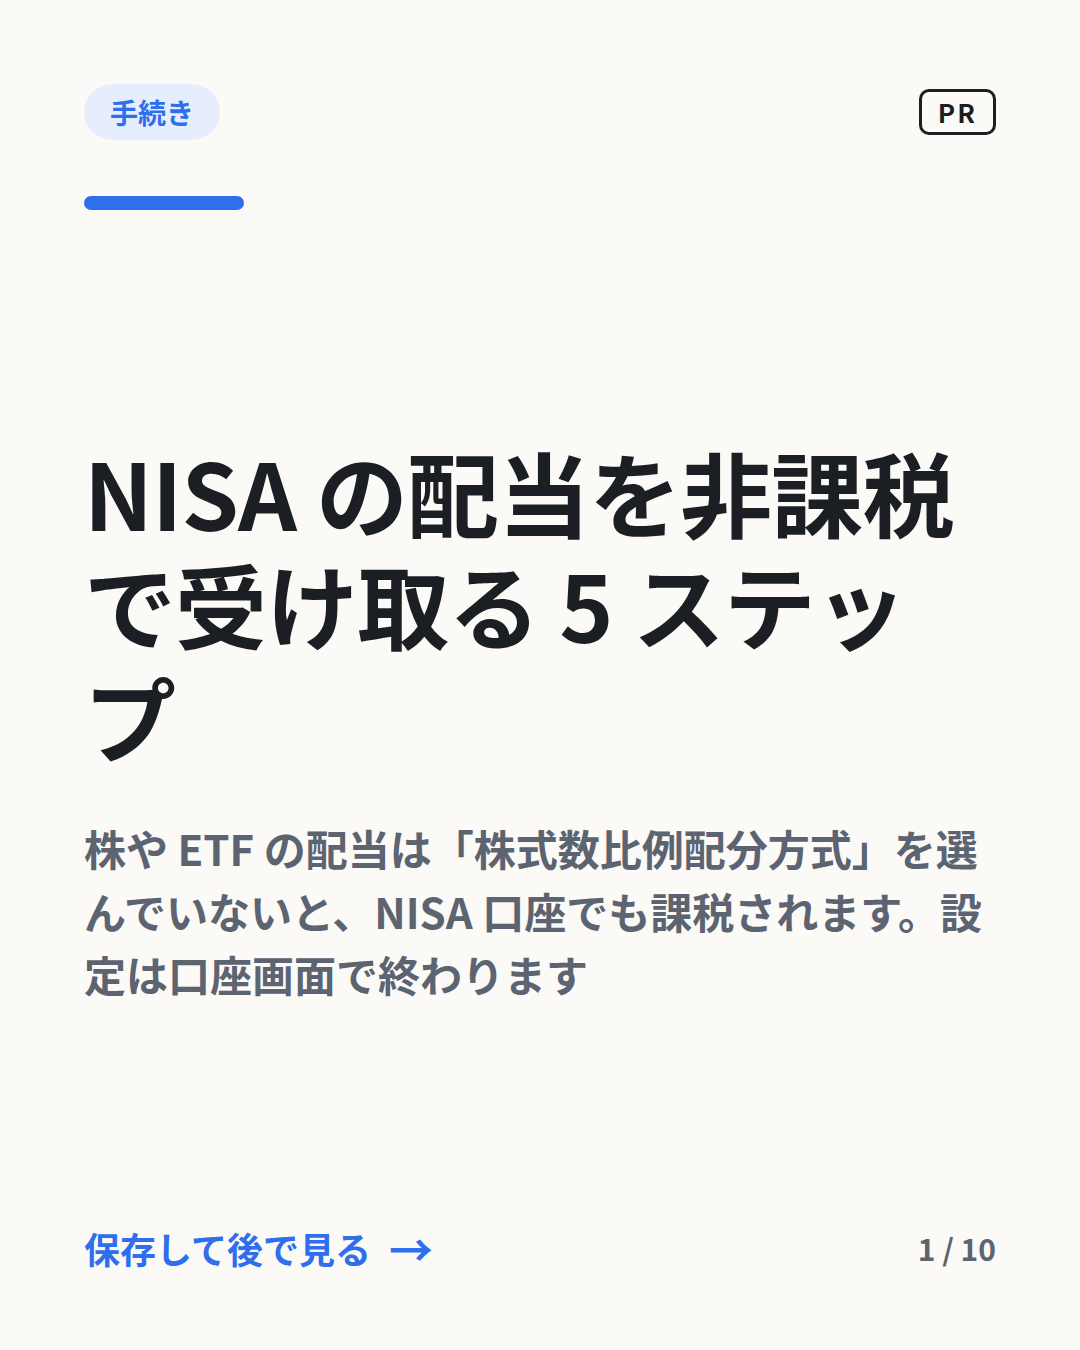 手続き
PR
NISA の配当を非課税
で受け取る 5 ステッ
プ
株や ETF の配当は「株式数比例配分方式」を選
んでいないと、NISA 口座でも課税されます。設
定は口座画面で終わります
保存して後で見る →
1 / 10